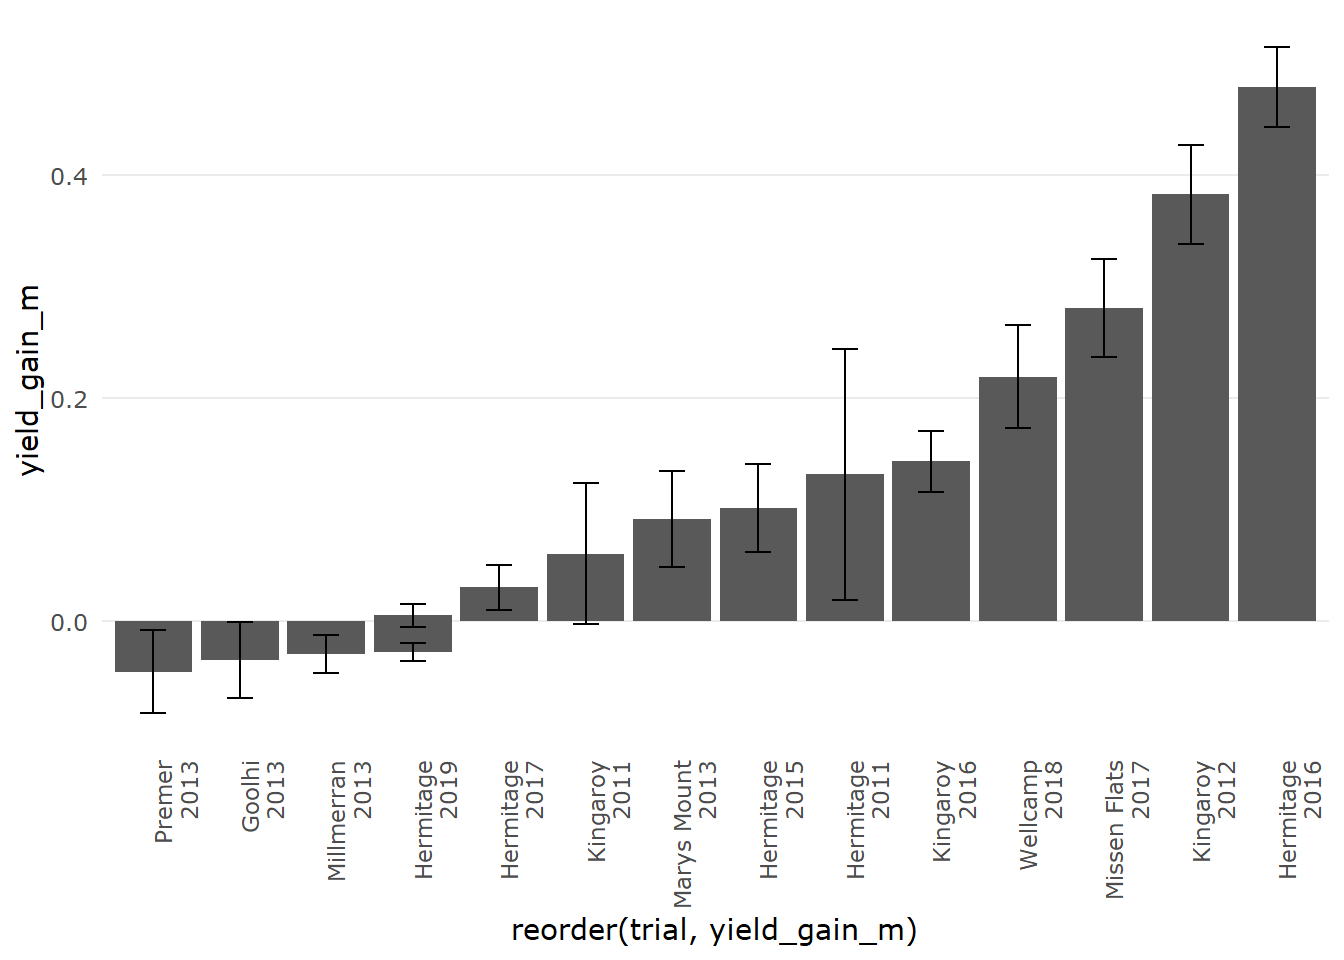 yield_gain_m
0.4
0.2
0.0
Premer
2013
Goolhi
2013
Millmerran
2013
Hermitage
2019
Hermitage
2017
Kingaroy
2011
Marys Mount
2013
Hermitage
2015
Hermitage
2011
Kingaroy
2016
Wellcamp
2018
Missen Flats
2017
Kingaroy
2012
Hermitage
2016
reorder(trial, yield_gain_m)